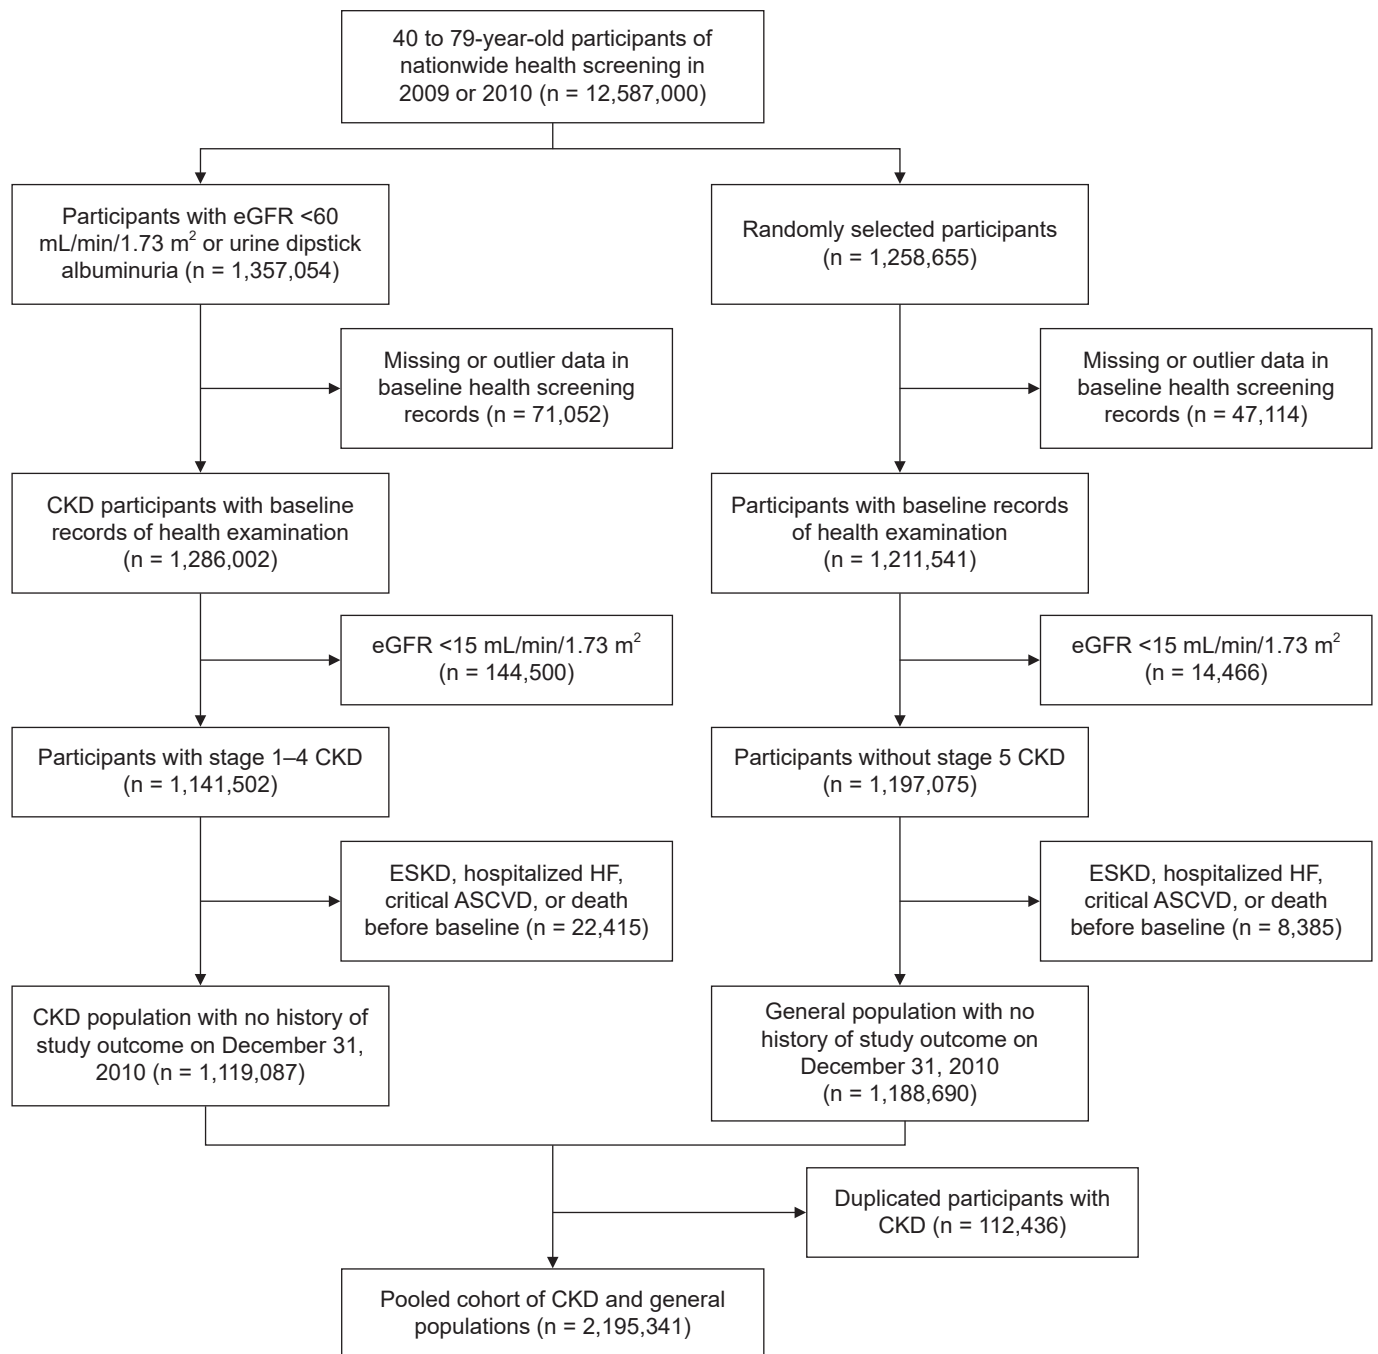 40 to 79-year-old participants of
nationwide health screening in
2009 or 2010 (n = 12,587,000)
Participants with eGFR <60
mL/min/1.73 m² or urine dipstick
albuminuria (n = 1,357,054)
Randomly selected participants
(n = 1,258,655)
Missing or outlier data in
baseline health screening
records (n = 71,052)
Missing or outlier data in
baseline health screening
records (n = 47,114)
CKD participants with baseline
records of health examination
(n = 1,286,002)
Participants with baseline records
of health examination
(n = 1,211,541)
eGFR <15 mL/min/1.73 m²
(n = 144,500)
eGFR <15 mL/min/1.73 m²
(n = 14,466)
Participants with stage 1–4 CKD
(n = 1,141,502)
Participants without stage 5 CKD
(n = 1,197,075)
ESKD, hospitalized HF,
critical ASCVD, or death
before baseline (n = 22,415)
ESKD, hospitalized HF,
critical ASCVD, or death
before baseline (n = 8,385)
CKD population with no history of
study outcome on December 31,
2010 (n = 1,119,087)
General population with no
history of study outcome on
December 31, 2010
(n = 1,188,690)
Duplicated participants with
CKD (n = 112,436)
Pooled cohort of CKD and general
populations (n = 2,195,341)